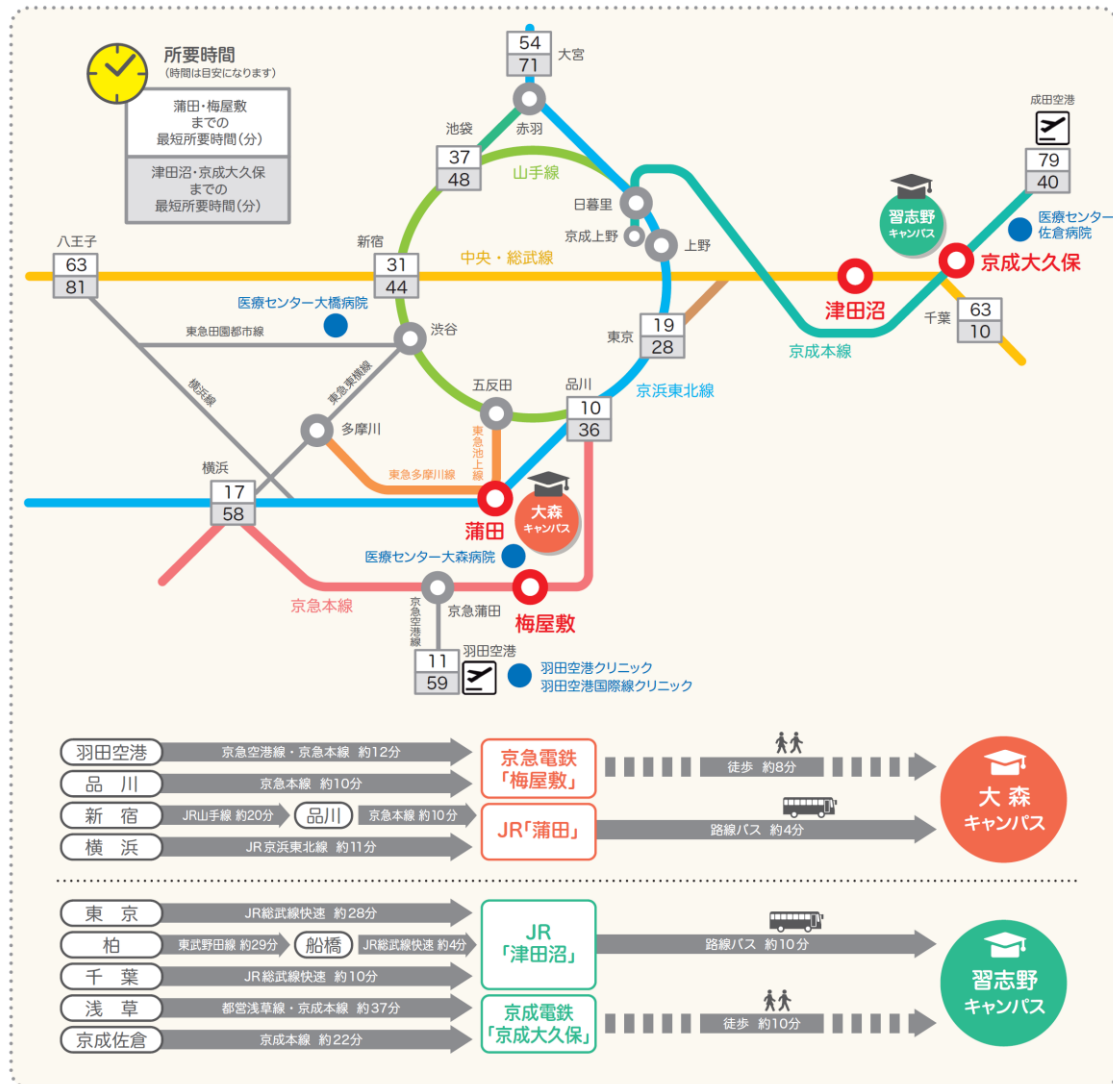 所要時間
(時間は目安になります)
蒲田・梅屋敷
までの
最短所要時間(分)
津田沼・京成大久保
までの
最短所要時間(分)
54
71
大宮
赤羽
池袋
37
48
山手線
成田空港
79
40
日暮里
京成上野
上野
習志野
キャンパス
医療センター
佐倉病院
京成大久保
八王子
63
81
新宿
31
44
中央・総武線
津田沼
千葉
63
10
医療センター大橋病院
東急田園都市線
渋谷
東京
19
28
京成本線
横浜線
東急東横線
五反田
品川
10
36
京浜東北線
多摩川
東急池上線
東急多摩川線
横浜
17
58
蒲田
大森
キャンパス
医療センター大森病院
京急本線
京急空港線
京急蒲田
梅屋敷
11
59
羽田空港
羽田空港クリニック
羽田空港国際線クリニック
羽田空港
京急空港線・京急本線 約12分
品川
京急本線 約10分
新宿
JR山手線 約20分
品川
京急本線 約10分
横浜
JR京浜東北線 約11分
京急電鉄
「梅屋敷」
JR「蒲田」
徒歩 約8分
路線バス 約4分
大森
キャンパス
東京
JR総武線快速 約28分
柏
東武野田線 約29分
船橋
JR総武線快速 約4分
千葉
JR総武線快速 約10分
浅草
都営浅草線・京成本線 約37分
京成佐倉
京成本線 約22分
JR
「津田沼」
京成電鉄
「京成大久保」
路線バス 約10分
徒歩 約10分
習志野
キャンパス